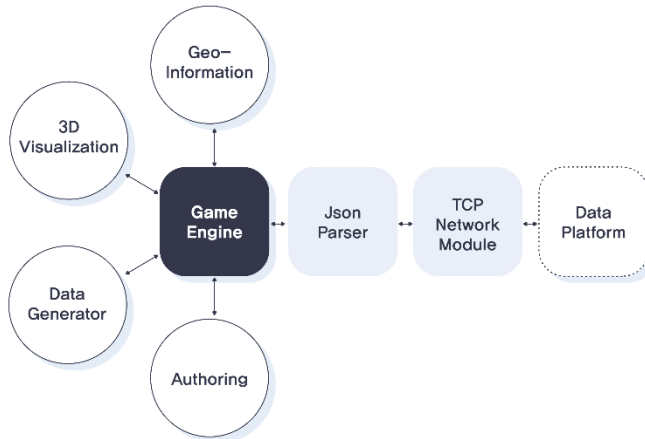 Geo-
Information
3D
Visualization
Game
Engine
Json
Parser
TCP
Network
Module
Data
Platform
Data
Generator
Authoring